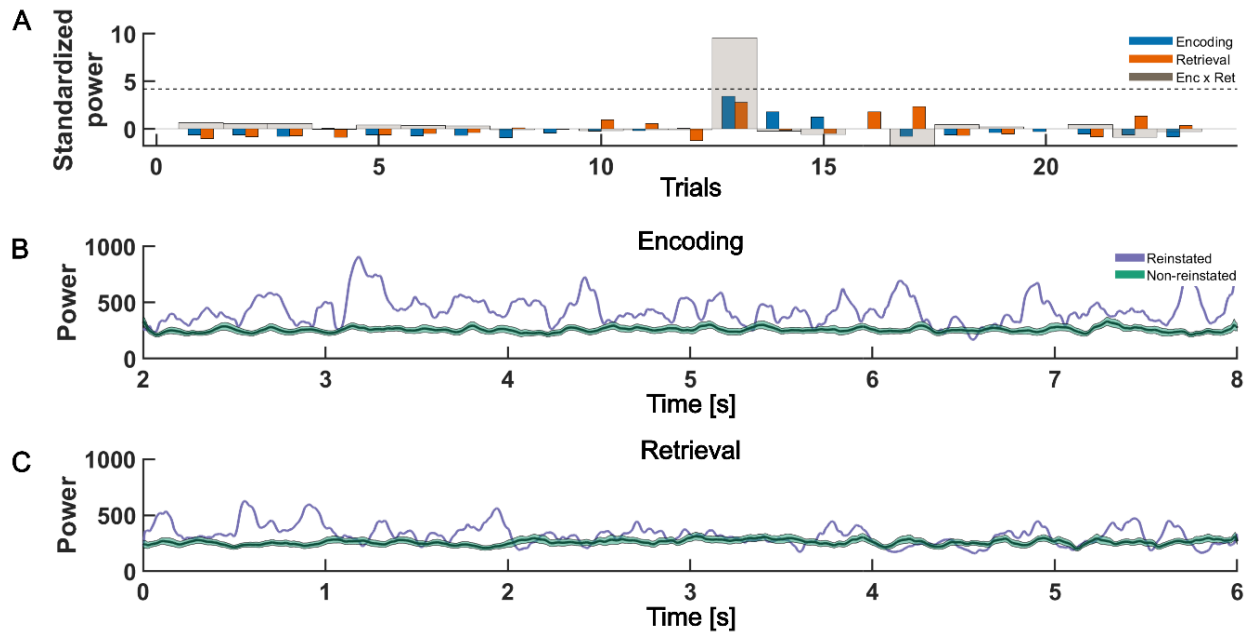 A
Standardized
power
10
5
0
Encoding
Retrieval
Enc x Ret
0 5 10 15 20
Trials
B
Encoding
Power
1000
500
0
Reinstated
Non-reinstated
2 3 4 5 6 7 8
Time [s]
C
Retrieval
Power
1000
500
0
0 1 2 3 4 5 6
Time [s]